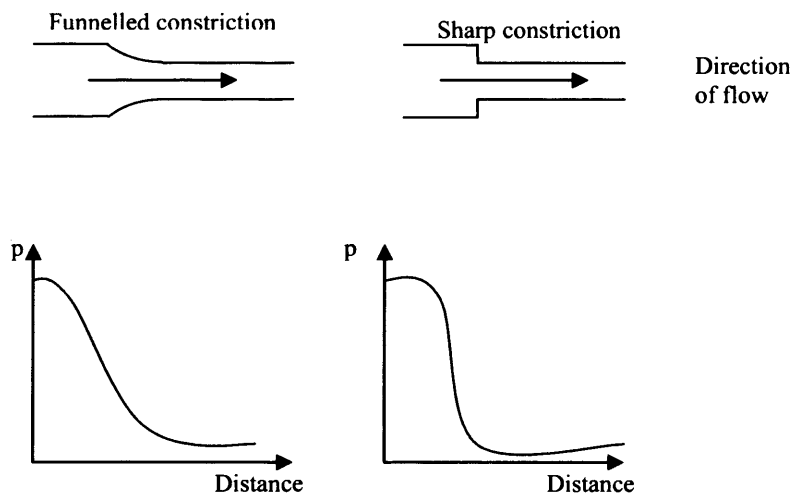 Funnelled constriction
Sharp constriction
Direction
of flow
p
Distance
p
Distance